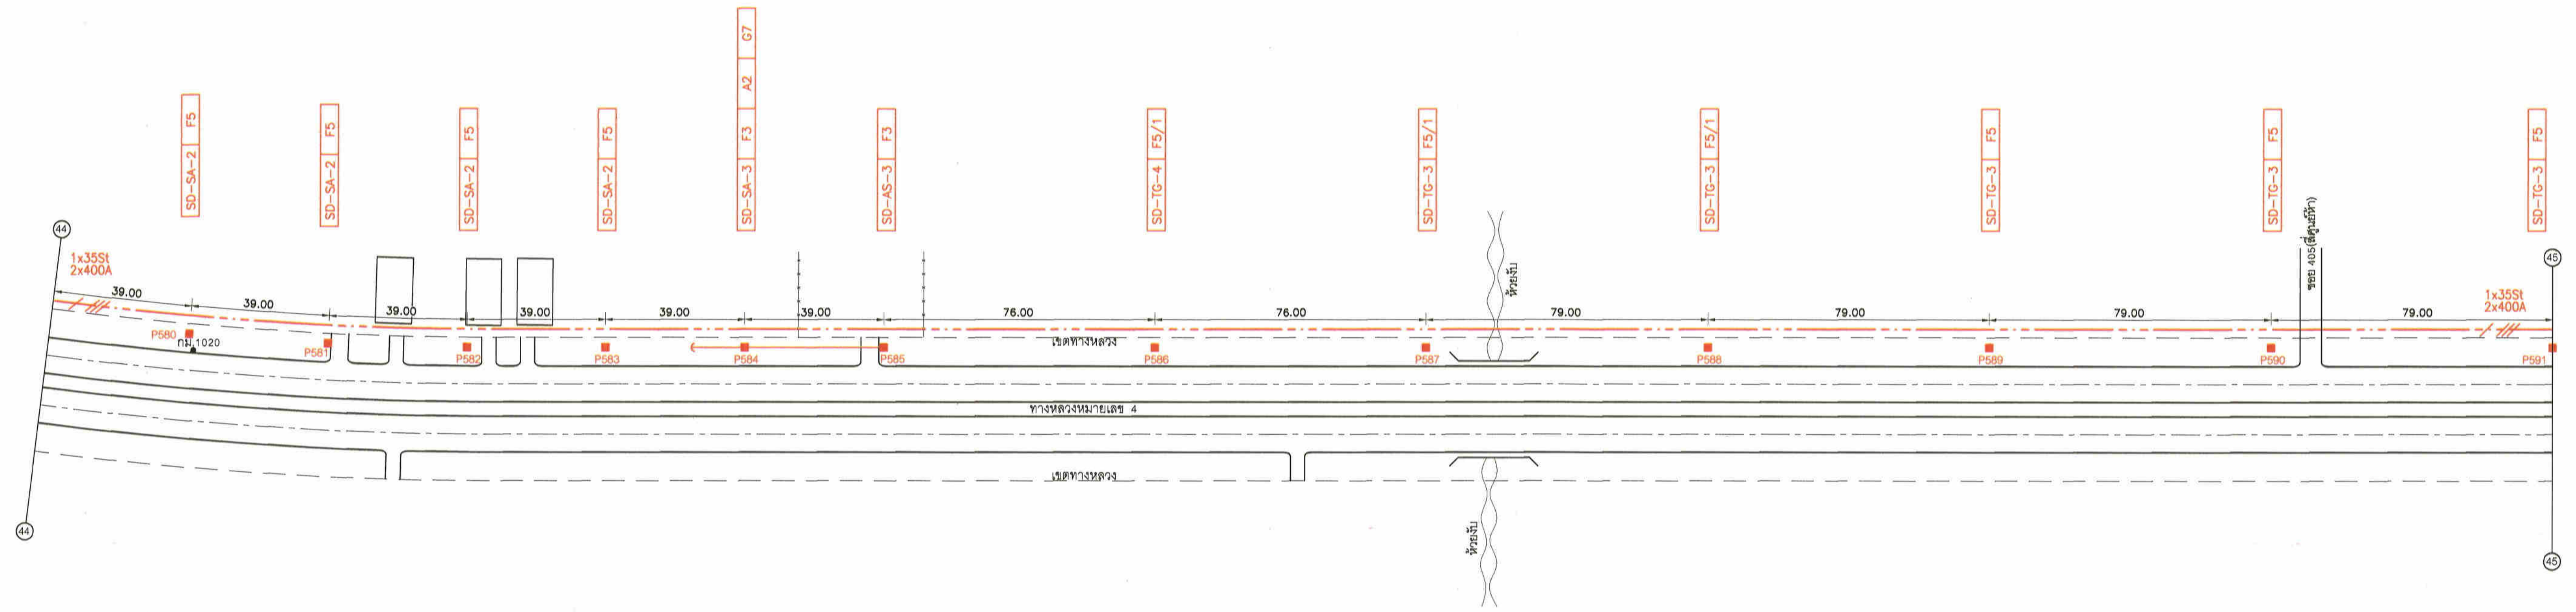 G7
A2
F3
SD-SA-3
F5
SD-SA-2
F5
SD-SA-2
F5
SD-SA-2
F5
SD-SA-2
F3
SD-AS-3
F5/1
SD-TG-4
F5/1
SD-TG-3
F5/1
SD-TG-3
F5
SD-TG-3
F5
SD-TG-3
F5
SD-TG-3
44
1x35St
2x400A
ห้วยงับ
45
1x35St
2x400A
39.00 39.00 39.00 39.00 39.00 39.00 76.00 76.00 79.00 79.00 79.00 79.00
P580 P581 P582 P583 P584 P585 P586 P587 P588 P589 P590 P591
กม.1020
เขตทางหลวง
ทางหลวงหมายเลข 4
เขตทางหลวง
ห้วยงับ
44
45